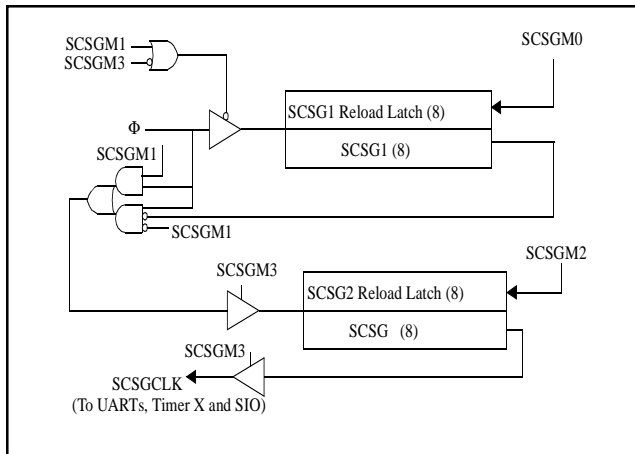 SCSGM1
SCSGM3
SCSGM0
SCSG1 Reload Latch (8)
Φ
SCSG1 (8)
SCSGM1
SCSGM1
SCSGM3
SCSGM2
SCSG2 Reload Latch (8)
SCSG (8)
SCSGM3
SCSGCLK
(To UARTs, Timer X and SIO)